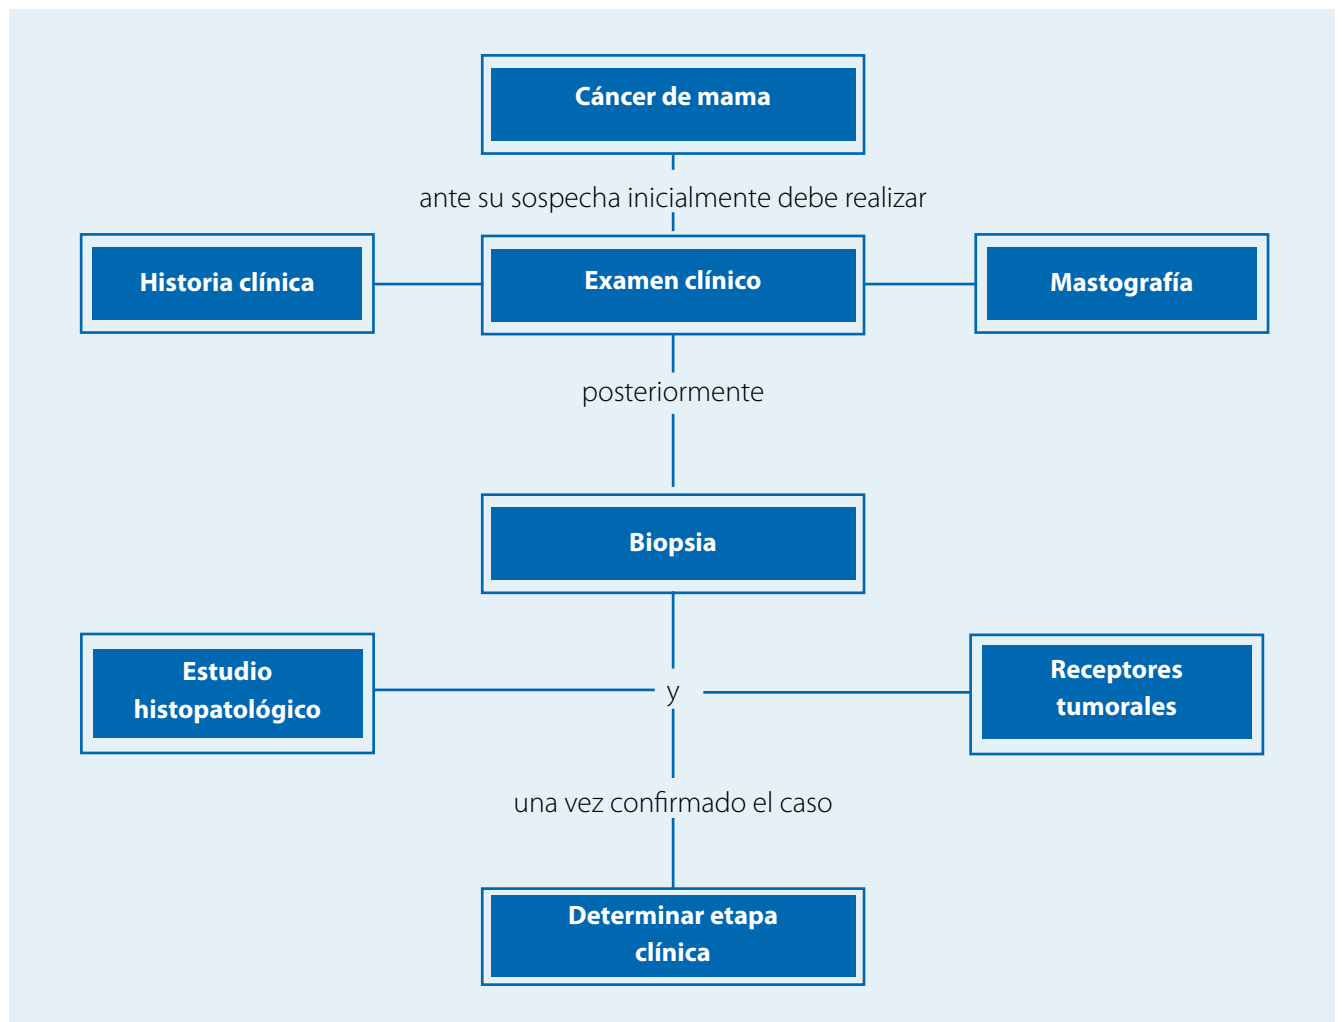 Cáncer de mama
ante su sospecha inicialmente debe realizar
Historia clínica
Examen clínico
Mastografía
posteriormente
Biopsia
Estudio
histopatológico
y
Receptores
tumorales
una vez confirmado el caso
Determinar etapa
clínica